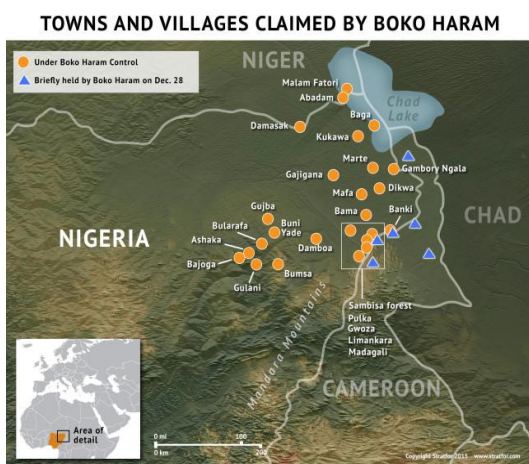 TOWNS AND VILLAGES CLAIMED BY BOKO HARAM
Under Boko Haram Control
Briefly held by Boko Haram on Dec. 28
NIGER
Malam Fatori
Abadam
Chad
Lake
Damasak
Baga
Kukawa
Marte
Gambory Ngala
Gajigana
Dikwa
Mafa
Gujba
Bama
Banki
CHAD
Bularafa
Buni
Yade
NIGERIA
Ashaka
Damboa
Bajoga
Bumsa
Gulani
Sambisa forest
Pulka
Gwoza
Limankara
Madagali
Mandara Mountains
CAMEROON
Area of
detail
0 mi 100
0 km 200
Copyright Stratfor 2015 www.stratfor.com